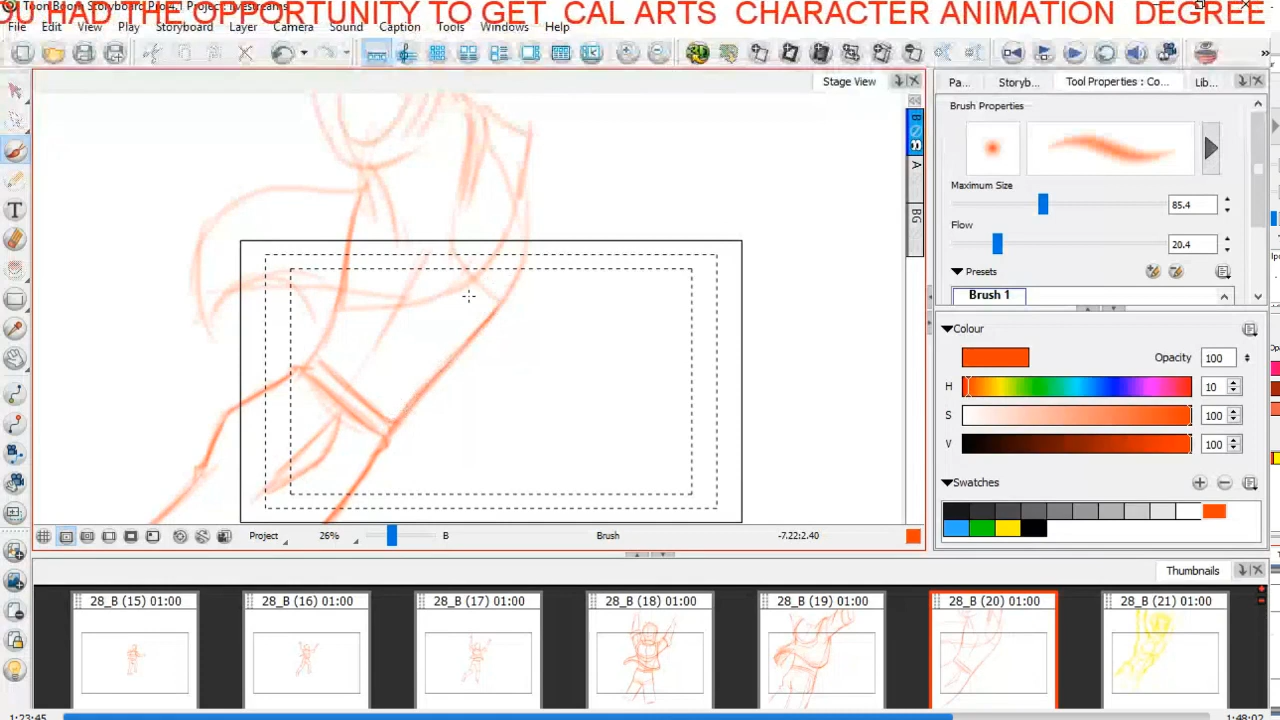 TURNED THE OPORTUNITY TO GET  CAL ARTS  CHARACTER ANIMATION  DEGREE
File Edit View Play Storyboard Layer Camera Sound Caption Tools Windows Help
Stage View
Pa... Storyb... Tool Properties : Co... Lib...
Brush Properties
Maximum Size
85.4
Flow
20.4
Presets
Brush 1
B
A
BG
Colour
Opacity 100
H 10
S 100
V 100
Swatches
Project 26% B Brush -7.22;2.40
Thumbnails
28_B (15) 01:00 28_B (16) 01:00 28_B (17) 01:00 28_B (18) 01:00 28_B (19) 01:00 28_B (20) 01:00 28_B (21) 01:00
1:23:45 1:48:02